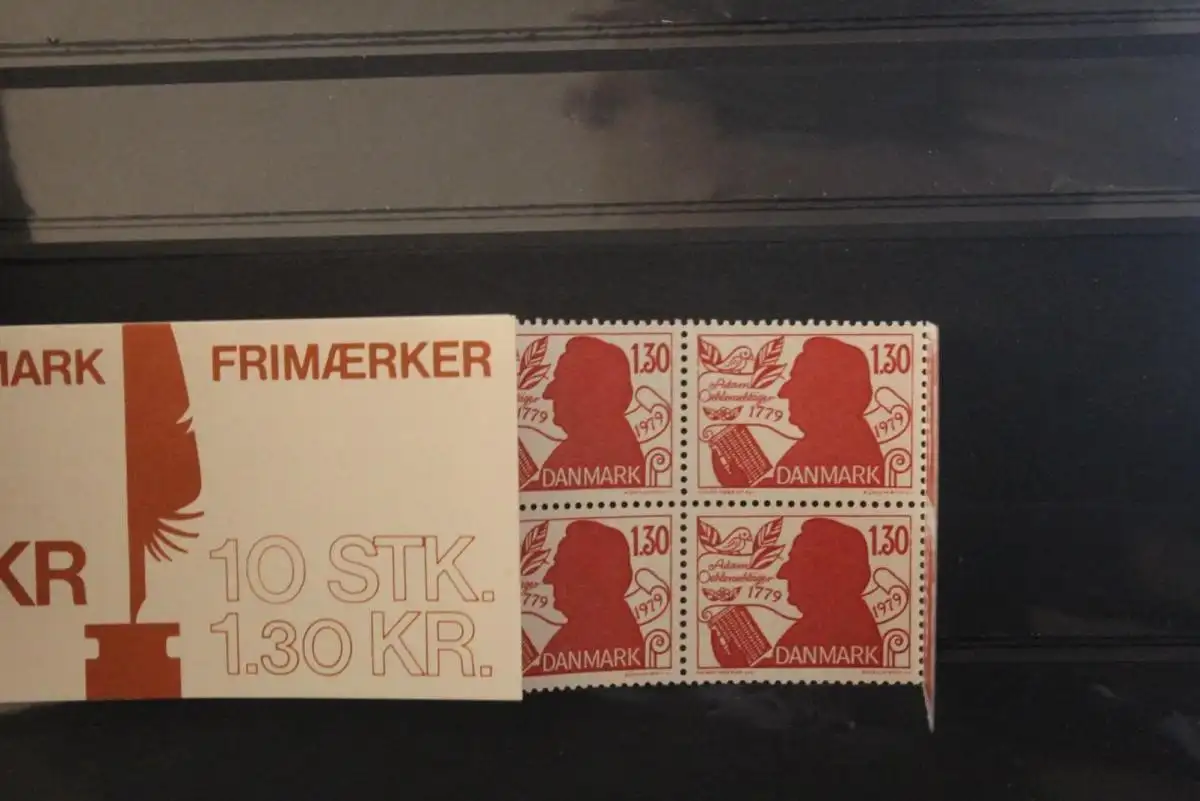 MARK
FRIMÆRKER
KR
10 STK.
1.30 KR.
1.30
1779
1979
DANMARK
1.30
Adam
Oehlenschläger
1779
1979
DANMARK
1.30
1779
1979
DANMARK
1.30
Adam
Oehlenschläger
1779
1979
DANMARK